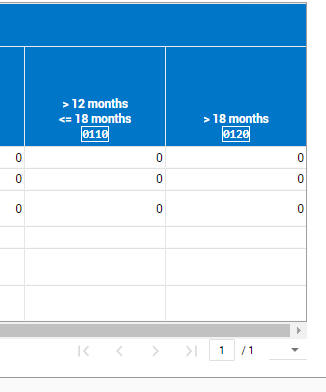 > 12 months
<= 18 months
0110
> 18 months
0120
0 0 0
0 0 0
0 0 0
1 / 1